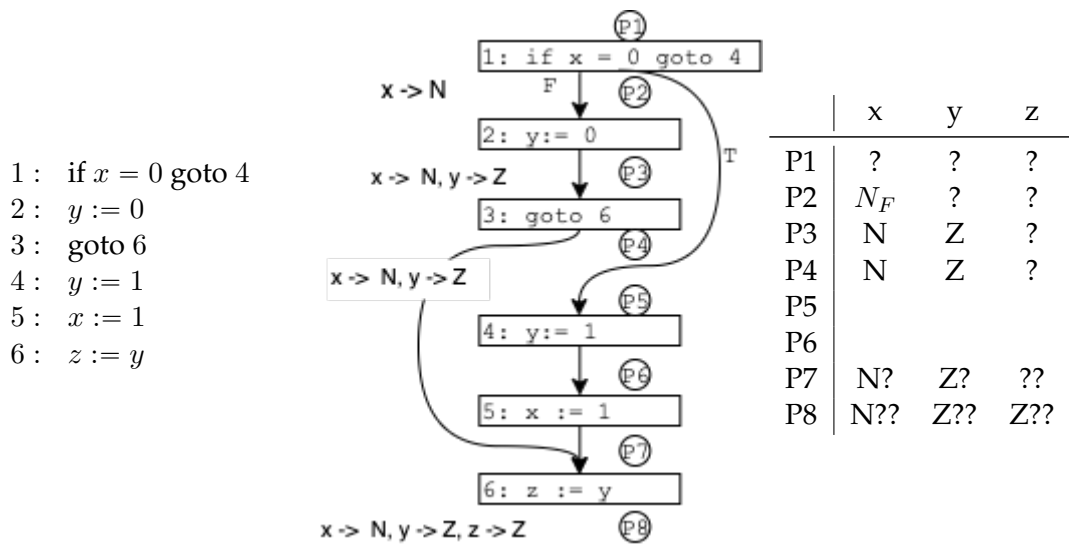 1 : if x = 0 goto 4
2 : y := 0
3 : goto 6
4 : y := 1
5 : x := 1
6 : z := y
P1
1: if x = 0 goto 4
x -> N
F
P2
T
2: y:= 0
x -> N, y -> Z
P3
3: goto 6
P4
x -> N, y -> Z
P5
4: y:= 1
P6
5: x := 1
P7
6: z := y
x -> N, y -> Z, z -> Z
P8
x y z
P1 ? ? ?
P2 N_F ? ?
P3 N Z ?
P4 N Z ?
P5
P6
P7 N? Z? ??
P8 N?? Z?? Z??